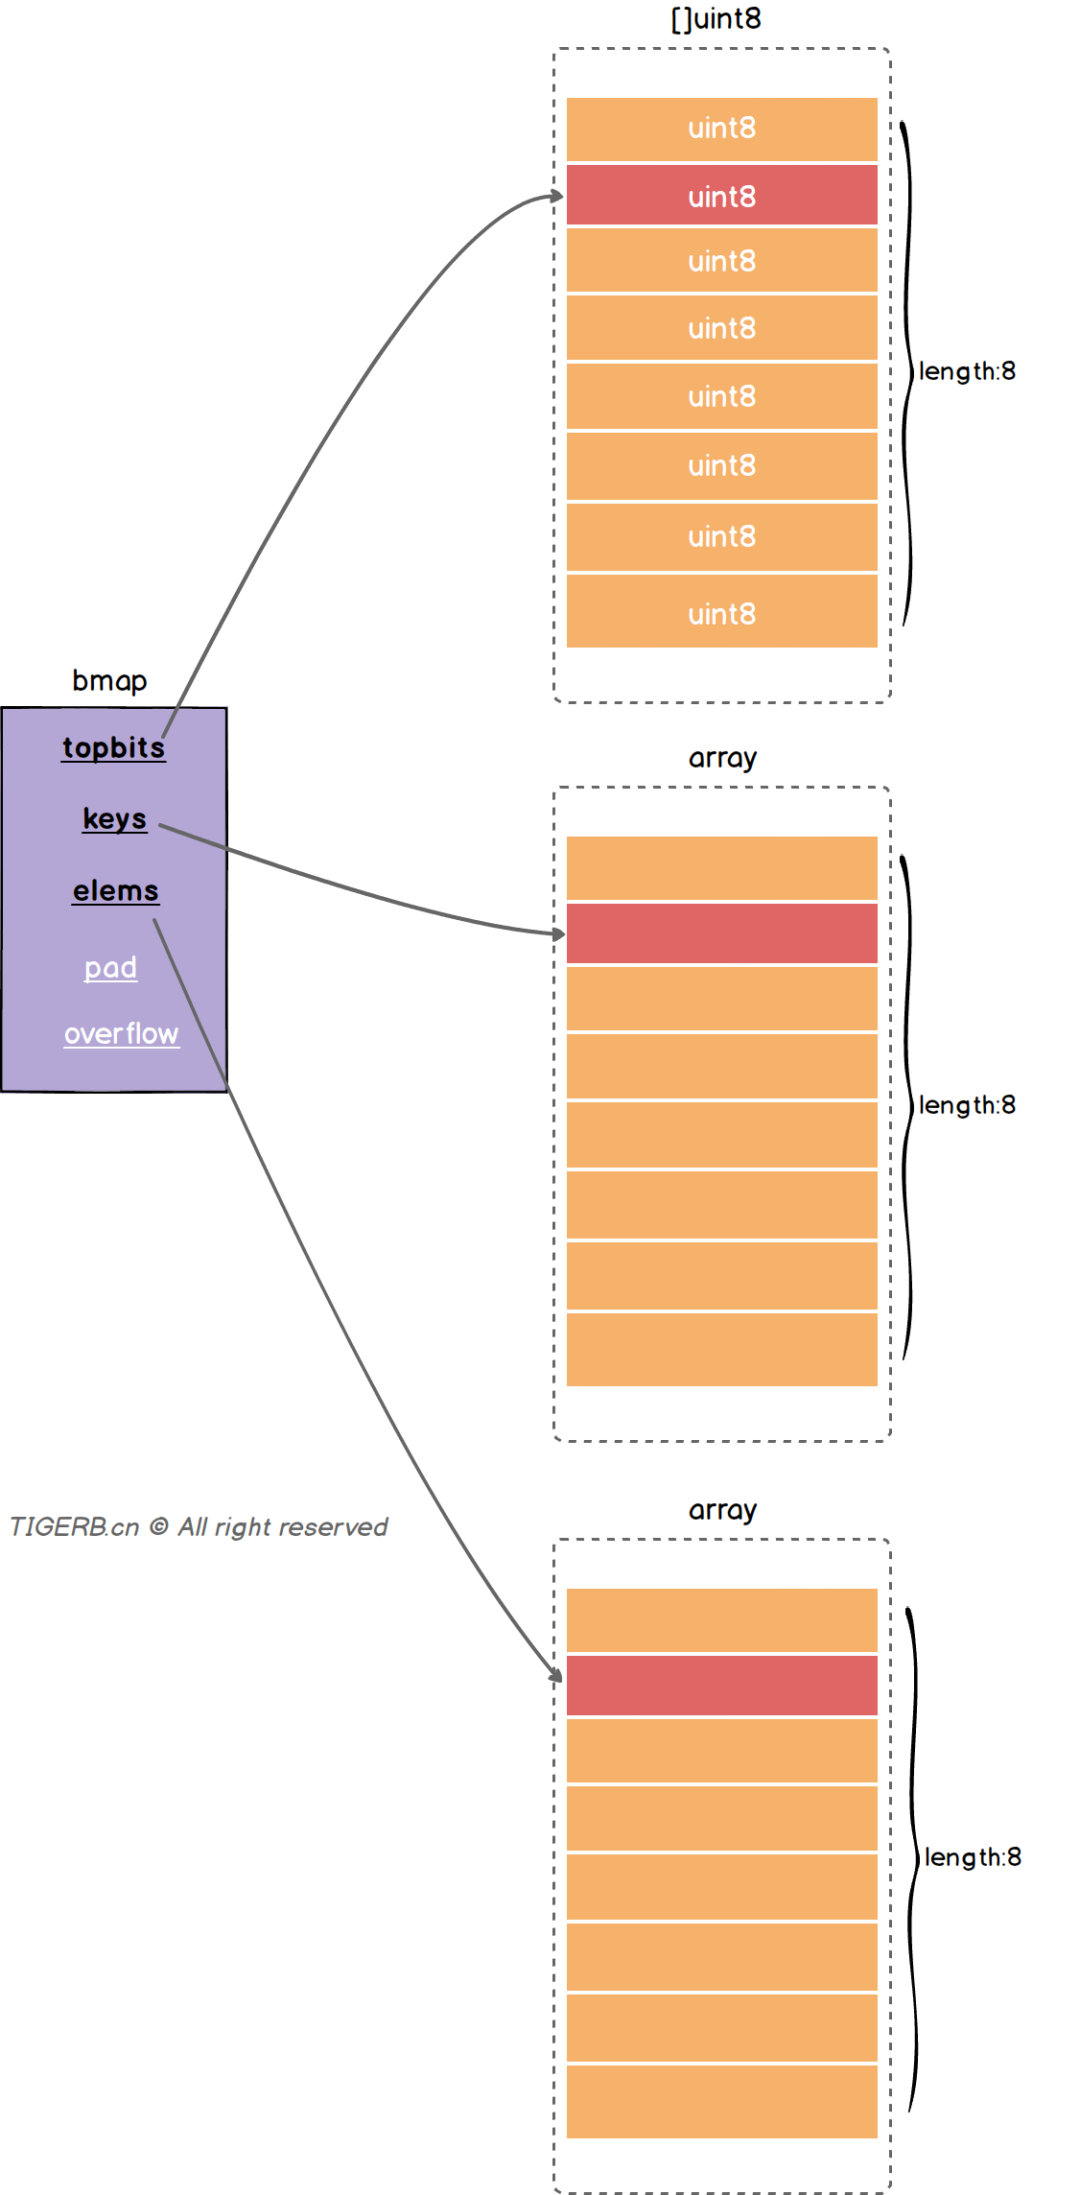 []uint8
uint8
uint8
uint8
uint8
length:8
uint8
uint8
uint8
uint8
bmap
topbits
keys
elems
pad
overflow
array
length:8
TIGERB.cn © All right reserved
array
length:8